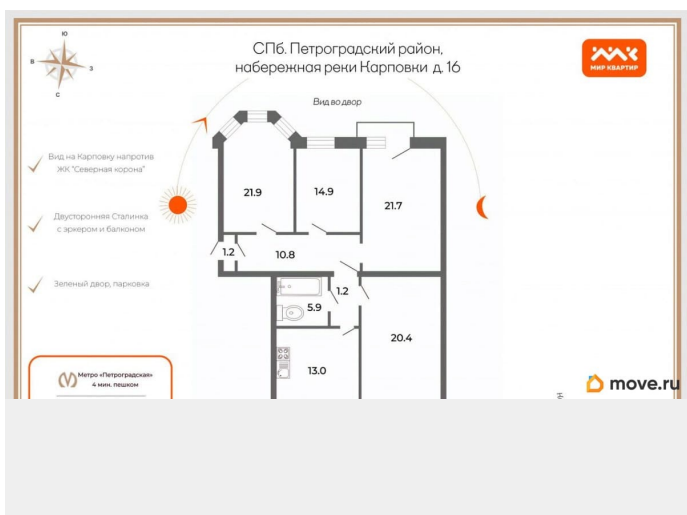 Ю
В
З
С
СПб. Петроградский район,
набережная реки Карповки д. 16
МИР КВАРТИР
Вид во двор
Вид на Карповку напротив
ЖК "Северная корона"
Двусторонняя Сталинка
с эркером и балконом
Зеленый двор, парковка
21.9
14.9
21.7
1.2
10.8
1.2
5.9
20.4
13.0
Метро «Петроградская»
4 мин. пешком
move.ru